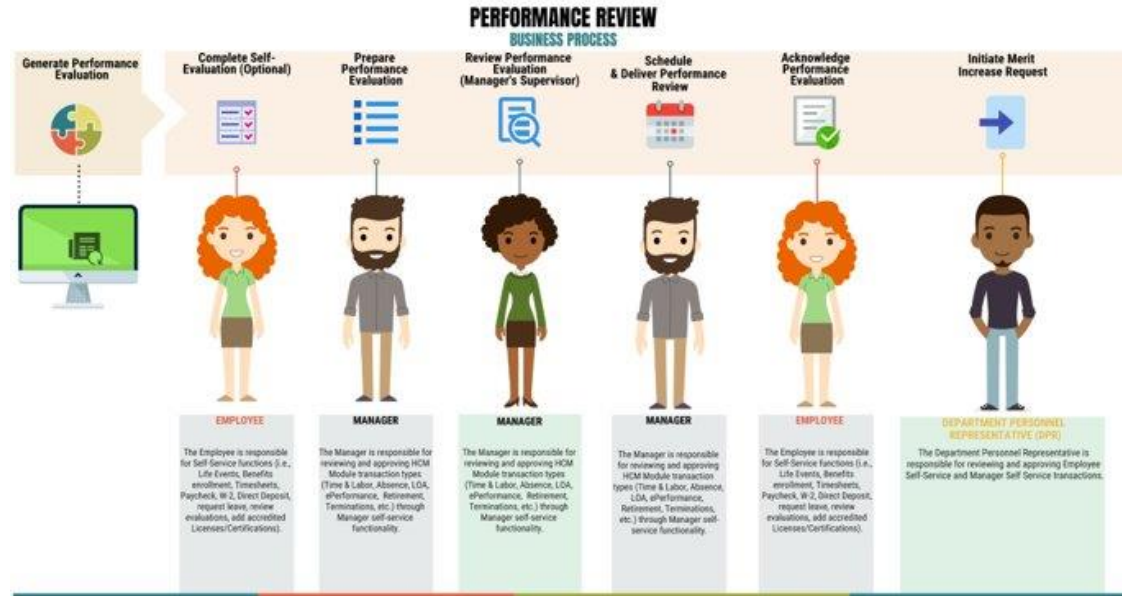 PERFORMANCE REVIEW
BUSINESS PROCESS
Generate Performance
Evaluation
Complete Self-
Evaluation (Optional)
Prepare
Performance
Evaluation
Review Performance
Evaluation
(Manager's Supervisor)
Schedule
& Deliver Performance
Review
Acknowledge
Performance
Evaluation
Initiate Merit
Increase Request
EMPLOYEE
The Employee is responsible
for Self-Service functions (i.e.,
Life Events, Benefits
enrollment, Timesheets,
Paycheck, W-2, Direct Deposit,
request leave, review
evaluations, add accredited
Licenses/Certifications).
MANAGER
The Manager is responsible for
reviewing and approving HCM
Module transaction types
(Time & Labor, Absence, LOA,
ePerformance, Retirement,
Terminations, etc.) through
Manager self-service
functionality.
MANAGER
The Manager is responsible for
reviewing and approving HCM
Module transaction types
(Time & Labor, Absence, LOA,
ePerformance, Retirement,
Terminations, etc.) through
Manager self-service
functionality.
MANAGER
The Manager is responsible
for reviewing and approving
HCM Module transaction
types (Time & Labor, Absence,
LOA, ePerformance,
Retirement, Terminations,
etc.) through Manager self-
service functionality.
EMPLOYEE
The Employee is responsible
for Self-Service functions (i.e.,
Life Events, Benefits
enrollment, Timesheets,
Paycheck, W-2, Direct Deposit,
request leave, review
evaluations, add accredited
Licenses/Certifications).
DEPARTMENT PERSONNEL
REPRESENTATIVE (DPR)
The Department Personnel Representative is
responsible for reviewing and approving Employee
Self-Service and Manager Self Service transactions.